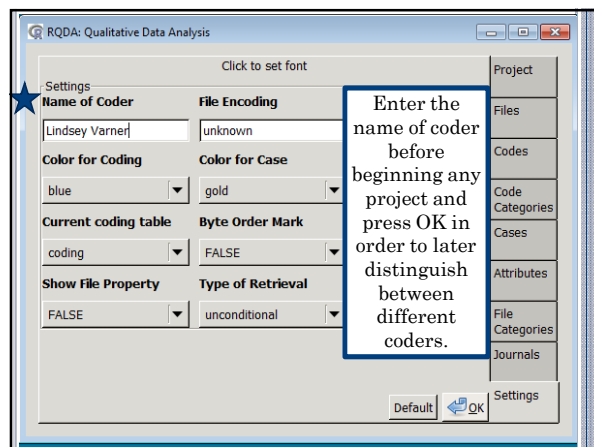 RQDA: Qualitative Data Analysis
Click to set font
Settings
Name of Coder
File Encoding
Lindsey Varner
unknown
Color for Coding
Color for Case
blue
gold
Current coding table
Byte Order Mark
coding
FALSE
Show File Property
Type of Retrieval
FALSE
unconditional
Enter the
name of coder
before
beginning any
project and
press OK in
order to later
distinguish
between
different
coders.
Default
OK
Project
Files
Codes
Code
Categories
Cases
Attributes
File
Categories
Journals
Settings